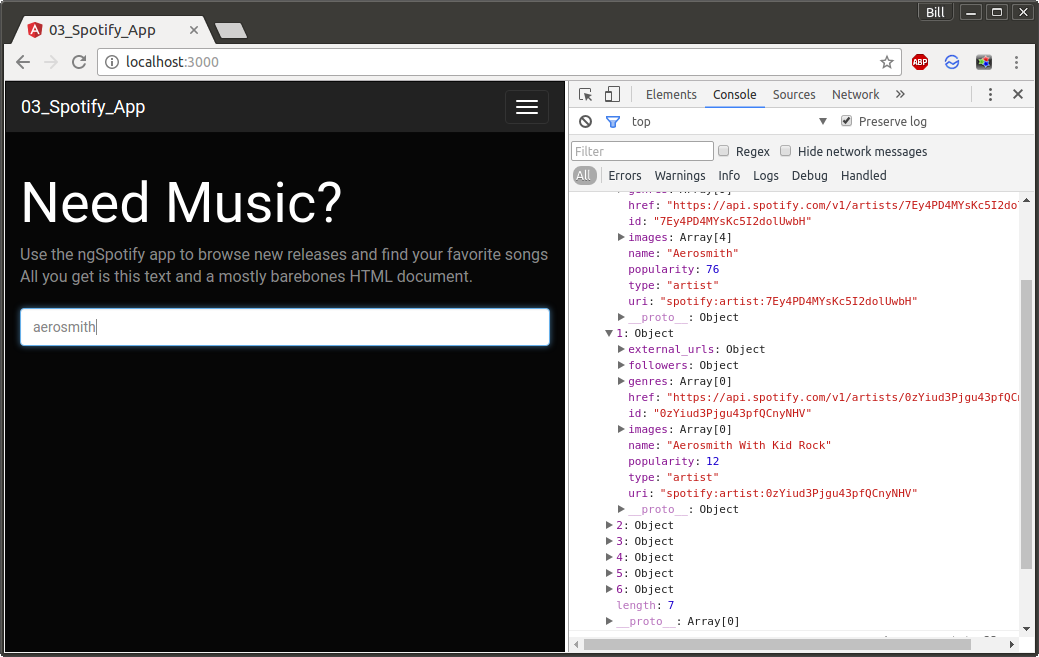 Bill
03_Spotify_App
localhost:3000
ABP
03_Spotify_App
Need Music?
Use the ngSpotify app to browse new releases and find your favorite songs
All you get is this text and a mostly barebones HTML document.
aerosmith
Elements Console Sources Network »
top Preserve log
Filter Regex Hide network messages
All Errors Warnings Info Logs Debug Handled
href: "https://api.spotify.com/v1/artists/7Ey4PD4MYsKc5I2do
id: "7Ey4PD4MYsKc5I2dolUwbH"
images: Array[4]
name: "Aerosmith"
popularity: 76
type: "artist"
uri: "spotify:artist:7Ey4PD4MYsKc5I2dolUwbH"
__proto__: Object
1: Object
external_urls: Object
followers: Object
genres: Array[0]
href: "https://api.spotify.com/v1/artists/0zYiud3Pjgu43pfQC
id: "0zYiud3Pjgu43pfQCnyNHV"
images: Array[0]
name: "Aerosmith With Kid Rock"
popularity: 12
type: "artist"
uri: "spotify:artist:0zYiud3Pjgu43pfQCnyNHV"
__proto__: Object
2: Object
3: Object
4: Object
5: Object
6: Object
length: 7
__proto__: Array[0]